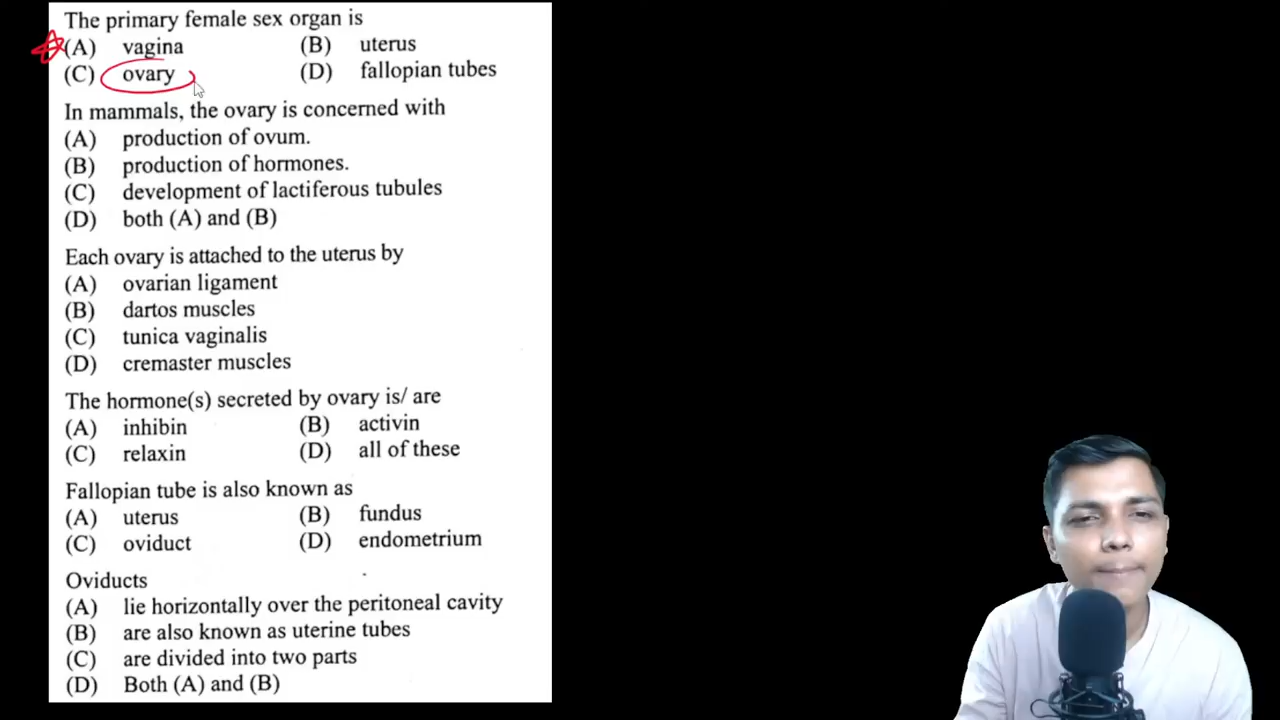 The primary female sex organ is
(A) vagina (B) uterus
(C) ovary (D) fallopian tubes
In mammals, the ovary is concerned with
(A) production of ovum.
(B) production of hormones.
(C) development of lactiferous tubules
(D) both (A) and (B)
Each ovary is attached to the uterus by
(A) ovarian ligament
(B) dartos muscles
(C) tunica vaginalis
(D) cremaster muscles
The hormone(s) secreted by ovary is/ are
(A) inhibin (B) activin
(C) relaxin (D) all of these
Fallopian tube is also known as
(A) uterus (B) fundus
(C) oviduct (D) endometrium
Oviducts
(A) lie horizontally over the peritoneal cavity
(B) are also known as uterine tubes
(C) are divided into two parts
(D) Both (A) and (B)